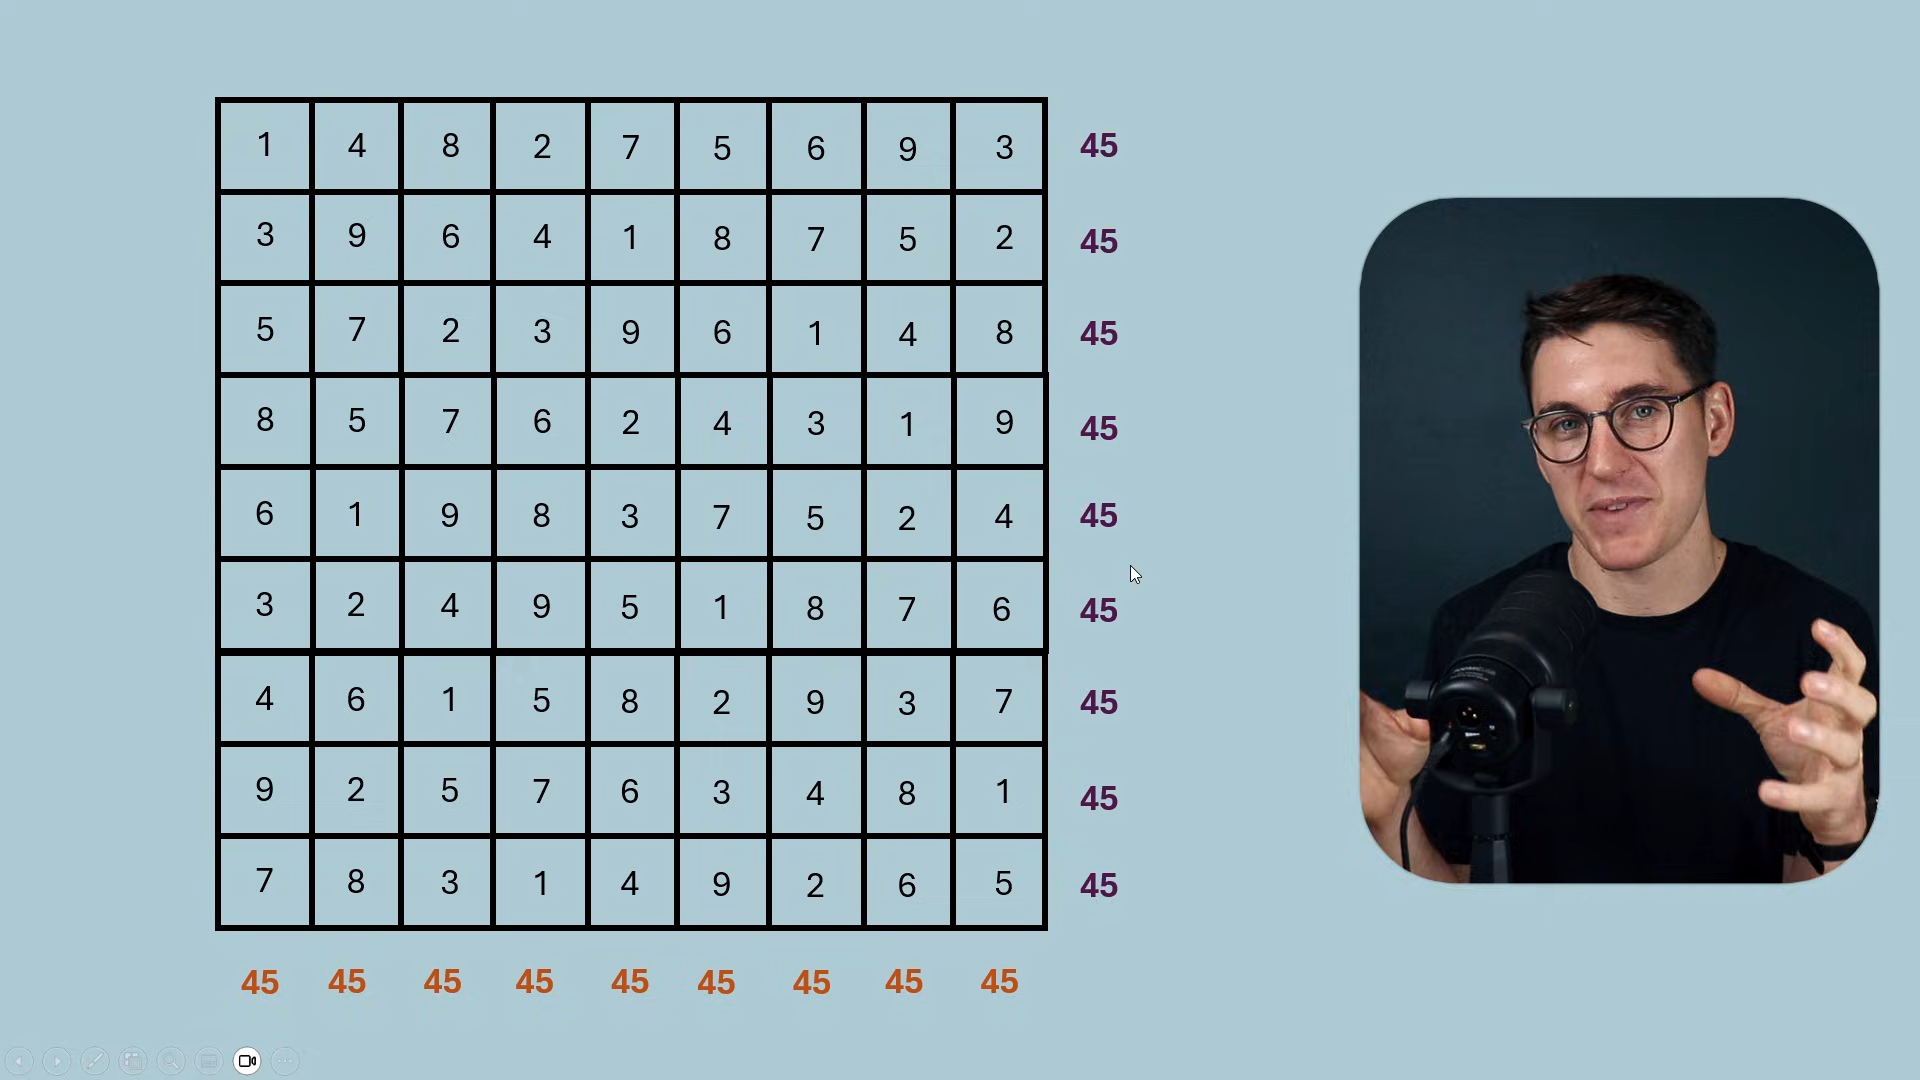 1 4 8 2 7 5 6 9 3 45
3 9 6 4 1 8 7 5 2 45
5 7 2 3 9 6 1 4 8 45
8 5 7 6 2 4 3 1 9 45
6 1 9 8 3 7 5 2 4 45
3 2 4 9 5 1 8 7 6 45
4 6 1 5 8 2 9 3 7 45
9 2 5 7 6 3 4 8 1 45
7 8 3 1 4 9 2 6 5 45
45 45 45 45 45 45 45 45 45